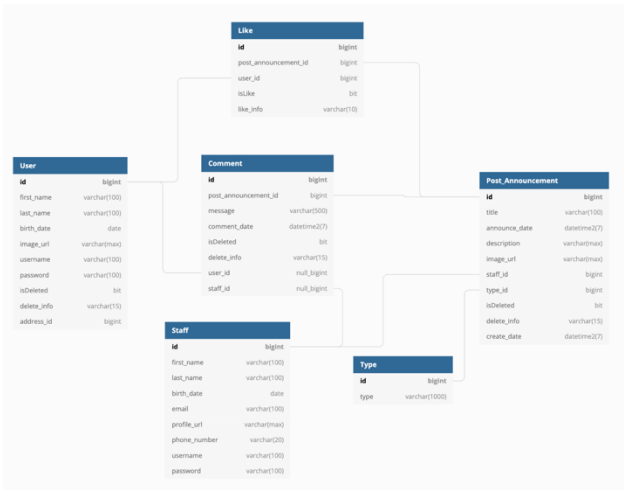 Like
id bigint
post_announcement_id bigint
user_id bigint
isLike bit
like_info varchar(10)
User
id bigint
first_name varchar(100)
last_name varchar(100)
birth_date date
image_url varchar(max)
username varchar(100)
password varchar(100)
isDeleted bit
delete_info varchar(15)
address_id bigint
Comment
id bigint
post_announcement_id bigint
message varchar(500)
comment_date datetime2(7)
isDeleted bit
delete_info varchar(15)
user_id null_bigint
staff_id null_bigint
Post_Announcement
id bigint
title varchar(100)
announce_date datetime2(7)
description varchar(max)
image_url varchar(max)
staff_id bigint
type_id bigint
isDeleted bit
delete_info varchar(15)
create_date datetime2(7)
Staff
id bigint
first_name varchar(100)
last_name varchar(100)
birth_date date
email varchar(100)
profile_url varchar(max)
phone_number varchar(20)
username varchar(100)
password varchar(100)
Type
id bigint
type varchar(1000)